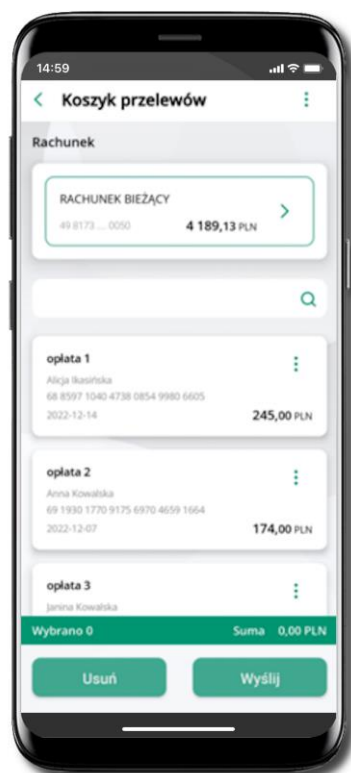 14:59
Koszyk przelewów
Rachunek
RACHUNEK BIEŻĄCY
49 8173 ... 0050 4 189,13 PLN
opłata 1
Alicja Ikasińska
68 8597 1040 4738 0854 9980 6605
2022-12-14 245,00 PLN
opłata 2
Anna Kowalska
69 1930 1770 9175 6970 4659 1664
2022-12-07 174,00 PLN
opłata 3
Janina Kowalska
Wybrano 0 Suma 0,00 PLN
Usuń Wyślij